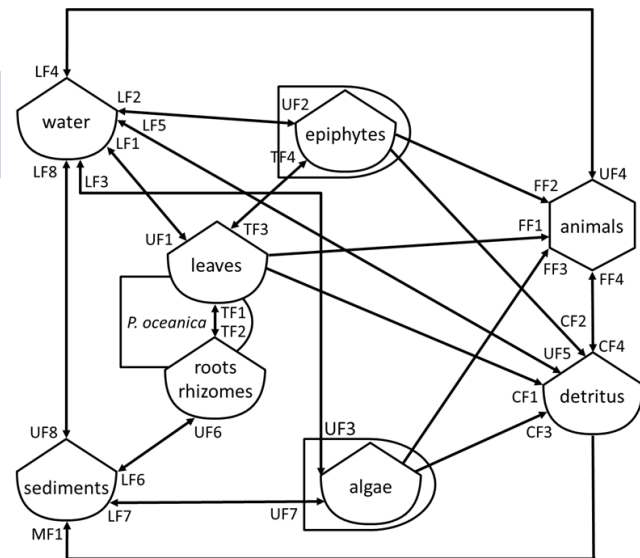 LF4
water
LF2
LF5
LF1
LF8
LF3
UF2
epiphytes
TF4
UF4
FF2
animals
FF1
FF3
FF4
UF1
TF3
leaves
TF1
P. oceanica
TF2
roots
rhizomes
CF2
CF4
UF5
detritus
CF1
CF3
UF8
UF6
UF3
sediments
LF6
LF7
MF1
algae
UF7